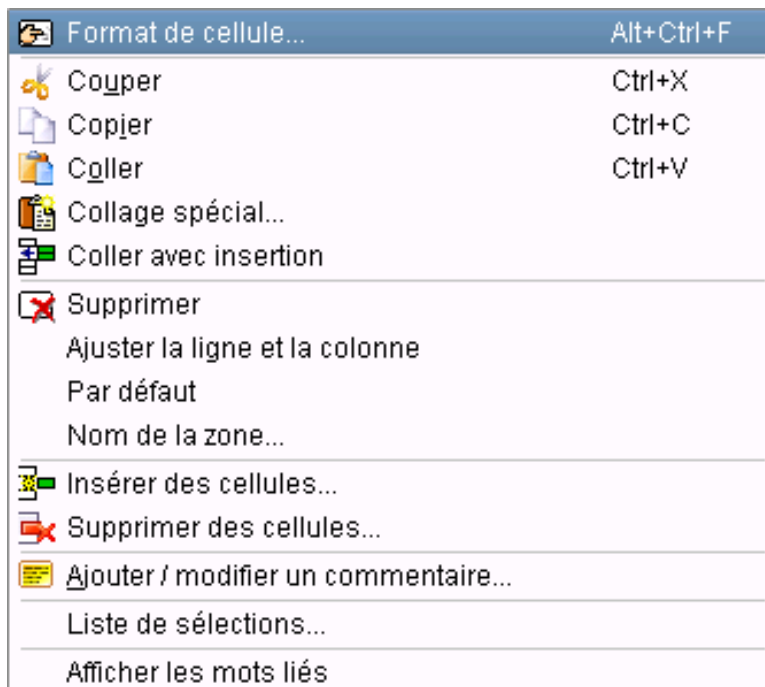 Format de cellule... Alt+Ctrl+F
Couper Ctrl+X
Copier Ctrl+C
Coller Ctrl+V
Collage spécial...
Coller avec insertion
Supprimer
Ajuster la ligne et la colonne
Par défaut
Nom de la zone...
Insérer des cellules...
Supprimer des cellules...
Ajouter / modifier un commentaire...
Liste de sélections...
Afficher les mots liés